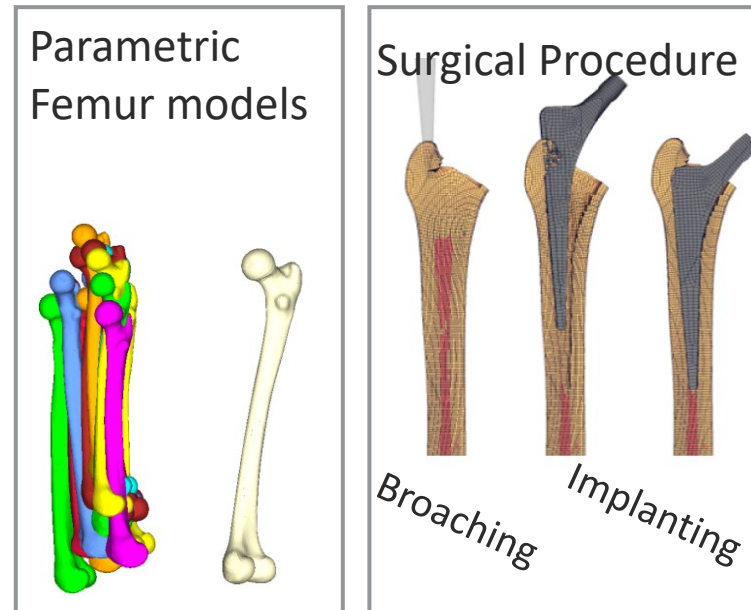 Parametric
Femur models
Surgical Procedure
Broaching
Implanting